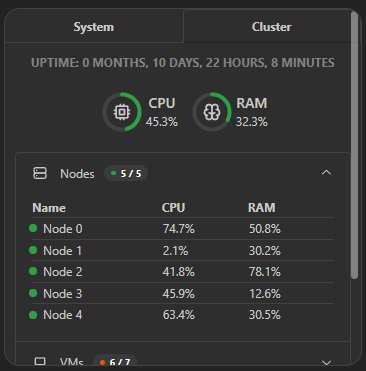 System Cluster
UPTIME: 0 MONTHS, 10 DAYS, 22 HOURS, 8 MINUTES
CPU
45.3%
RAM
32.3%
Nodes 5 / 5
Name CPU RAM
Node 0 74.7% 50.8%
Node 1 2.1% 30.2%
Node 2 41.8% 78.1%
Node 3 45.9% 12.6%
Node 4 63.4% 30.5%
VMs 6 / 7